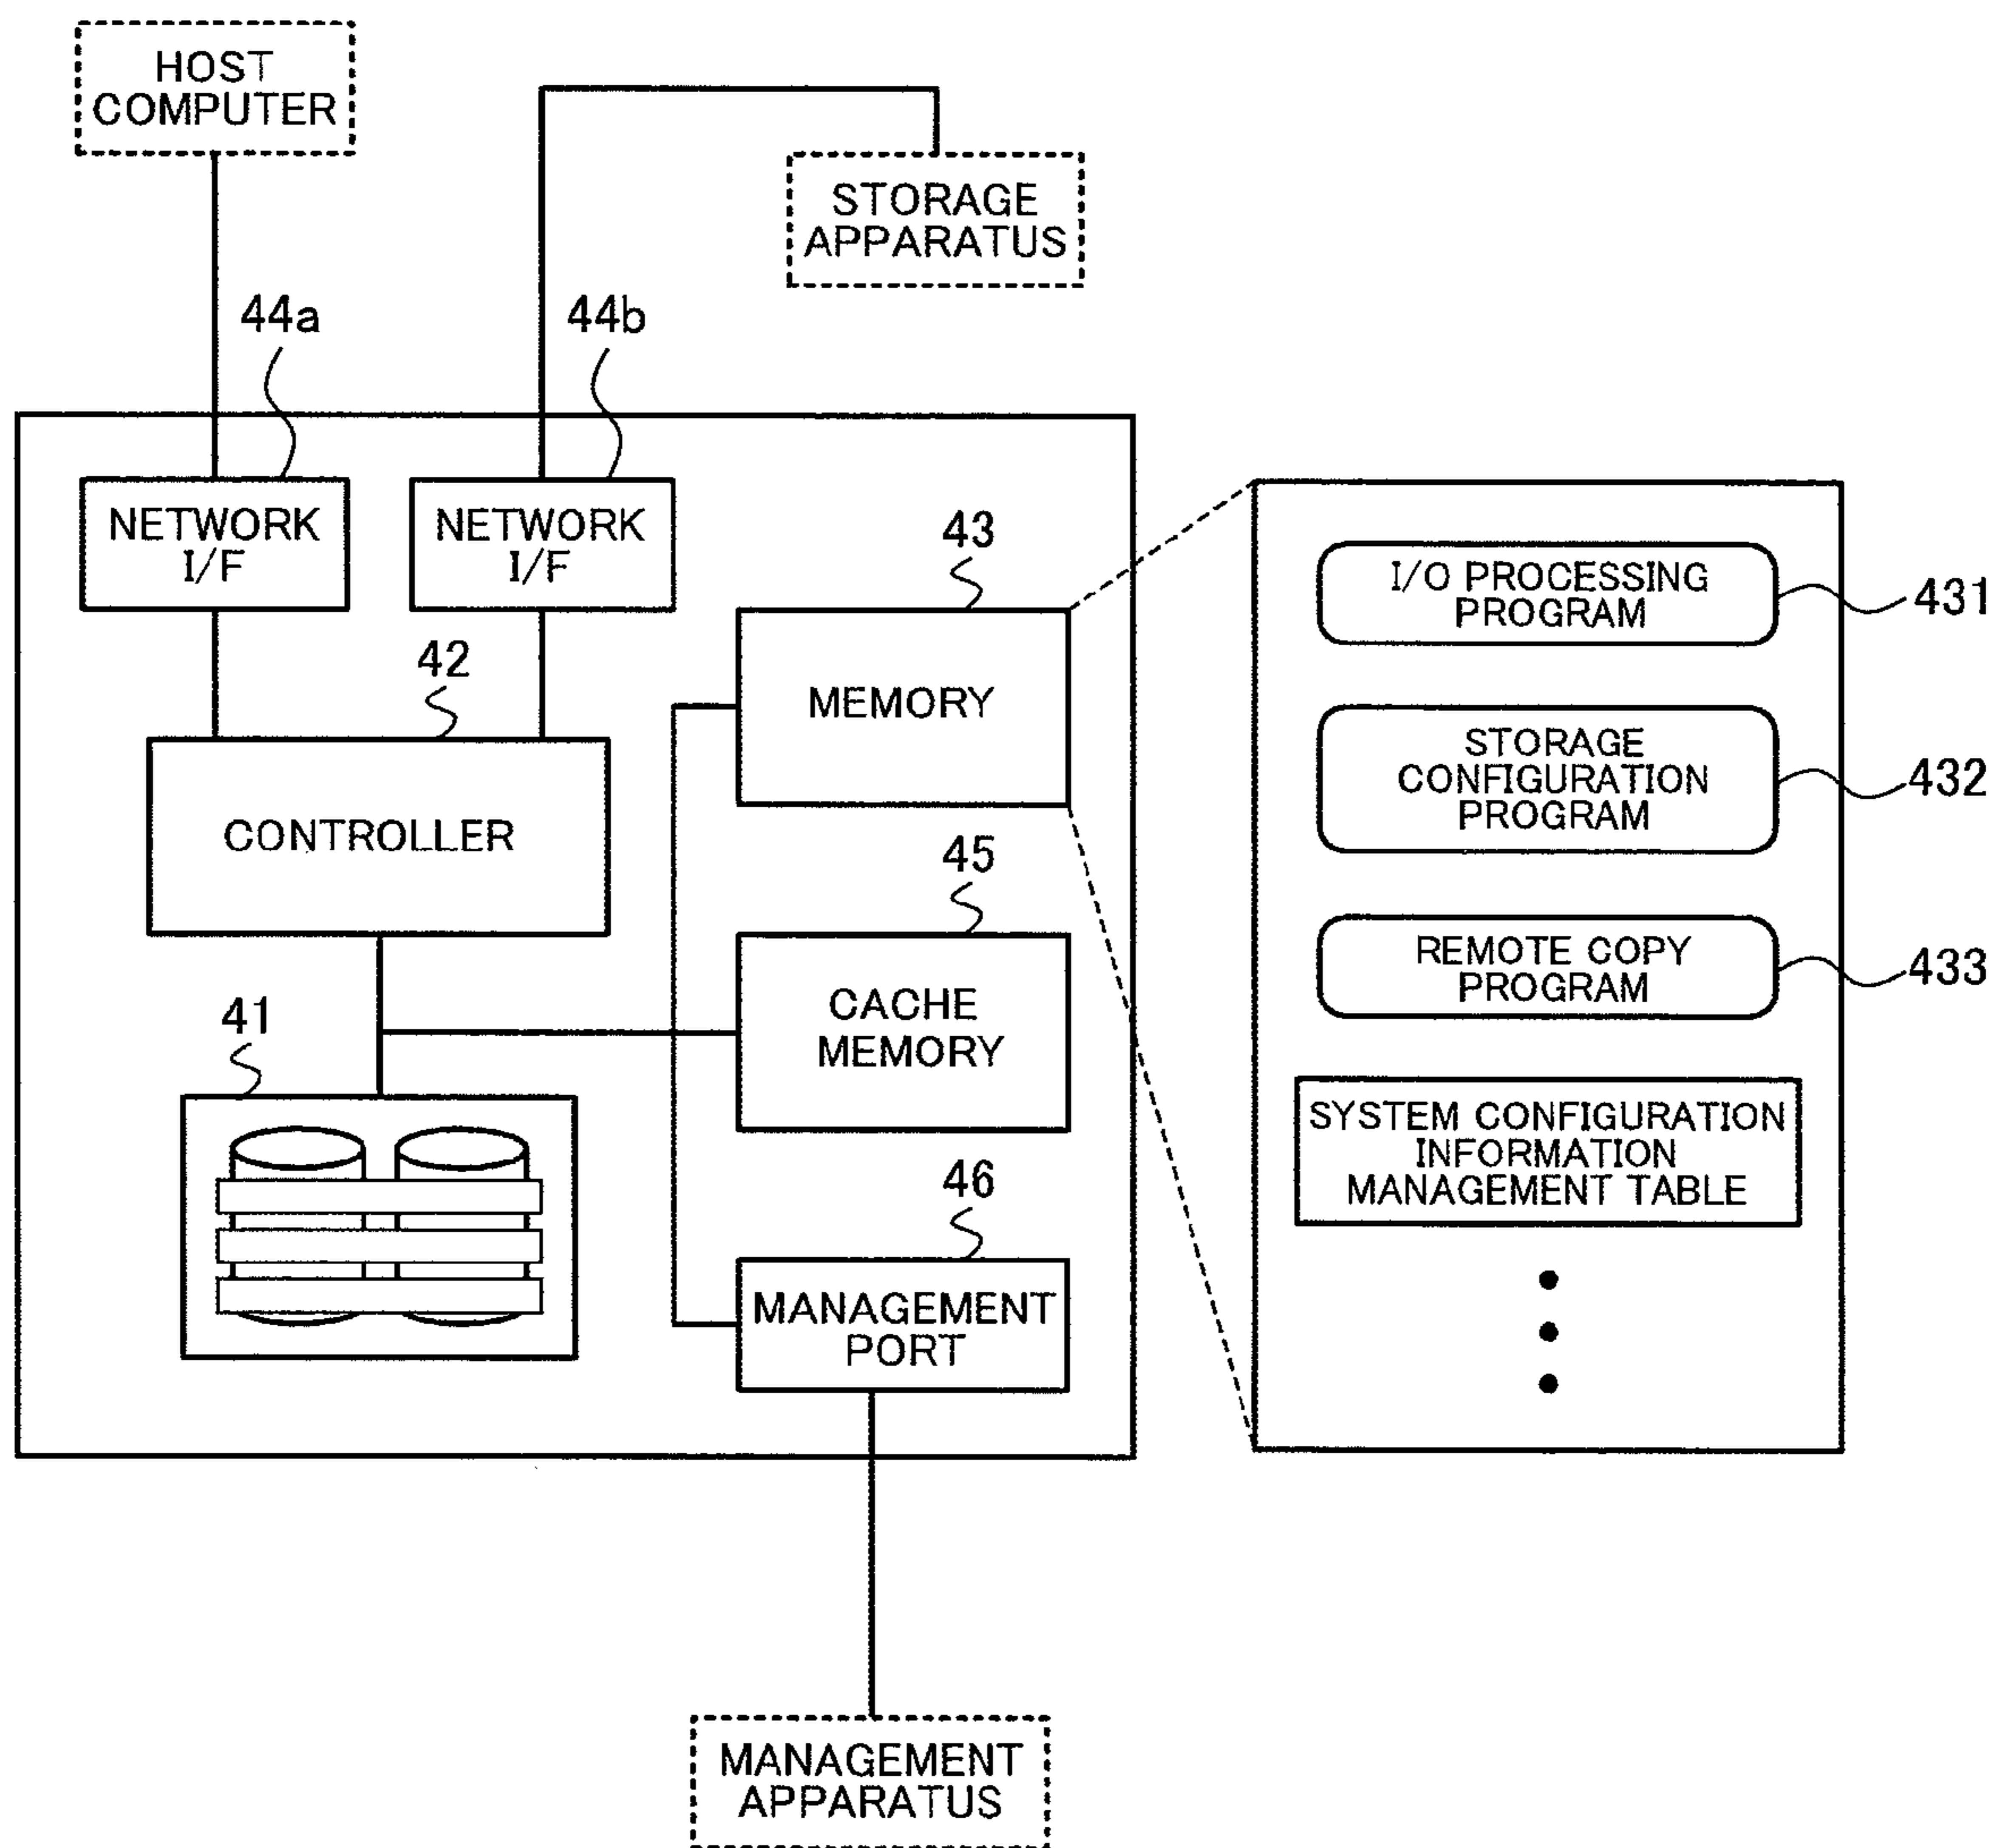 HOST
COMPUTER
STORAGE
APPARATUS
44a
44b
NETWORK
I/F
NETWORK
I/F
43
42
MEMORY
CONTROLLER
45
CACHE
MEMORY
41
46
MANAGEMENT
PORT
I/O PROCESSING
PROGRAM
431
STORAGE
CONFIGURATION
PROGRAM
432
REMOTE COPY
PROGRAM
433
SYSTEM CONFIGURATION
INFORMATION
MANAGEMENT TABLE
MANAGEMENT
APPARATUS